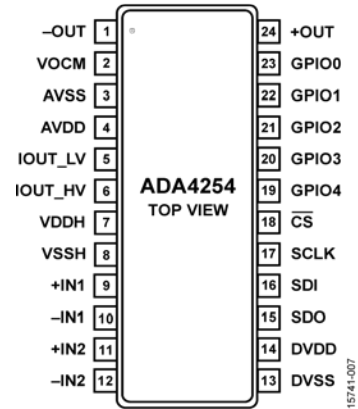 –OUT 1 24 +OUT
VOCM 2 23 GPIO0
AVSS 3 22 GPIO1
AVDD 4 21 GPIO2
IOUT_LV 5 20 GPIO3
IOUT_HV 6 19 GPIO4
ADA4254
TOP VIEW
VDDH 7 18 CS
VSSH 8 17 SCLK
+IN1 9 16 SDI
–IN1 10 15 SDO
+IN2 11 14 DVDD
–IN2 12 13 DVSS
15741-007